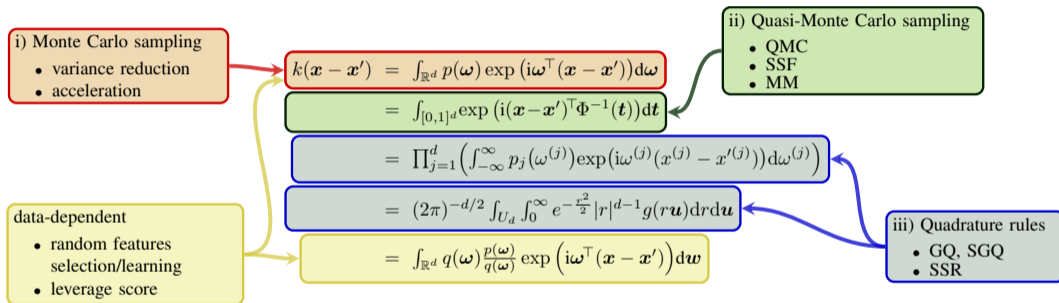 i) Monte Carlo sampling
• variance reduction
• acceleration
ii) Quasi-Monte Carlo sampling
• QMC
• SSF
• MM
k(x − x′) = ∫_{ℝ^d} p(ω) exp (iω^⊤(x − x′))dω
= ∫_{[0,1]^d} exp (i(x−x′)^⊤Φ^{−1}(t))dt
= ∏_{j=1}^{d} (∫_{−∞}^{∞} p_j(ω^{(j)})exp(iω^{(j)}(x^{(j)} − x′^{(j)}))dω^{(j)})
= (2π)^{−d/2} ∫_{U_d} ∫_0^∞ e^{−r²/2}|r|^{d−1}g(ru)drdu
= ∫_{ℝ^d} q(ω) p(ω)/q(ω) exp (iω^⊤(x − x′))dw
data-dependent
• random features
selection/learning
• leverage score
iii) Quadrature rules
• GQ, SGQ
• SSR